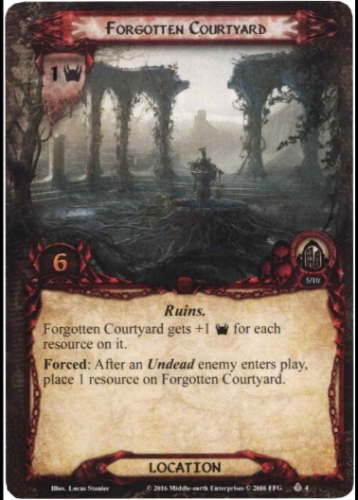 FORGOTTEN COURTYARD
1
6
5/10
Ruins.
Forgotten Courtyard gets +1 for each
resource on it.
Forced: After an Undead enemy enters play,
place 1 resource on Forgotten Courtyard.
Illus. Lucas Staniec © 2016 Middle-earth Enterprises © 2016 FFG 4
LOCATION